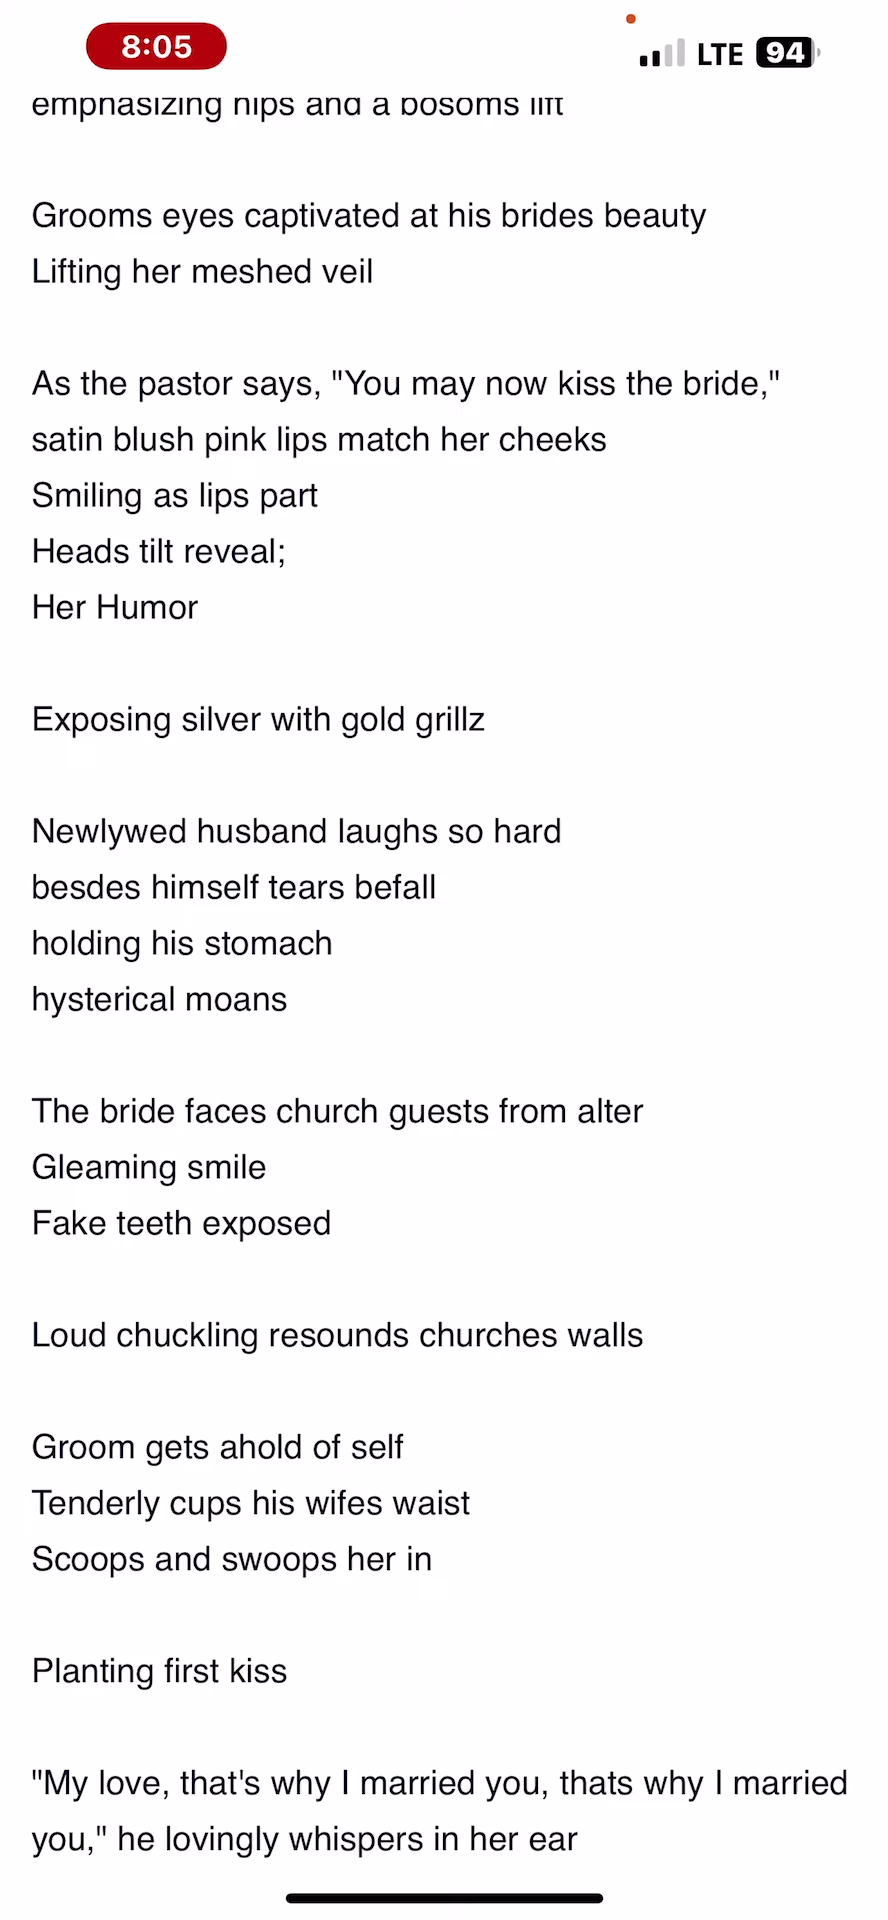 8:05
LTE 94
emphasizing hips and a bosoms lift
Grooms eyes captivated at his brides beauty
Lifting her meshed veil
As the pastor says, "You may now kiss the bride,"
satin blush pink lips match her cheeks
Smiling as lips part
Heads tilt reveal;
Her Humor
Exposing silver with gold grillz
Newlywed husband laughs so hard
besdes himself tears befall
holding his stomach
hysterical moans
The bride faces church guests from alter
Gleaming smile
Fake teeth exposed
Loud chuckling resounds churches walls
Groom gets ahold of self
Tenderly cups his wifes waist
Scoops and swoops her in
Planting first kiss
"My love, that's why I married you, thats why I married
you," he lovingly whispers in her ear